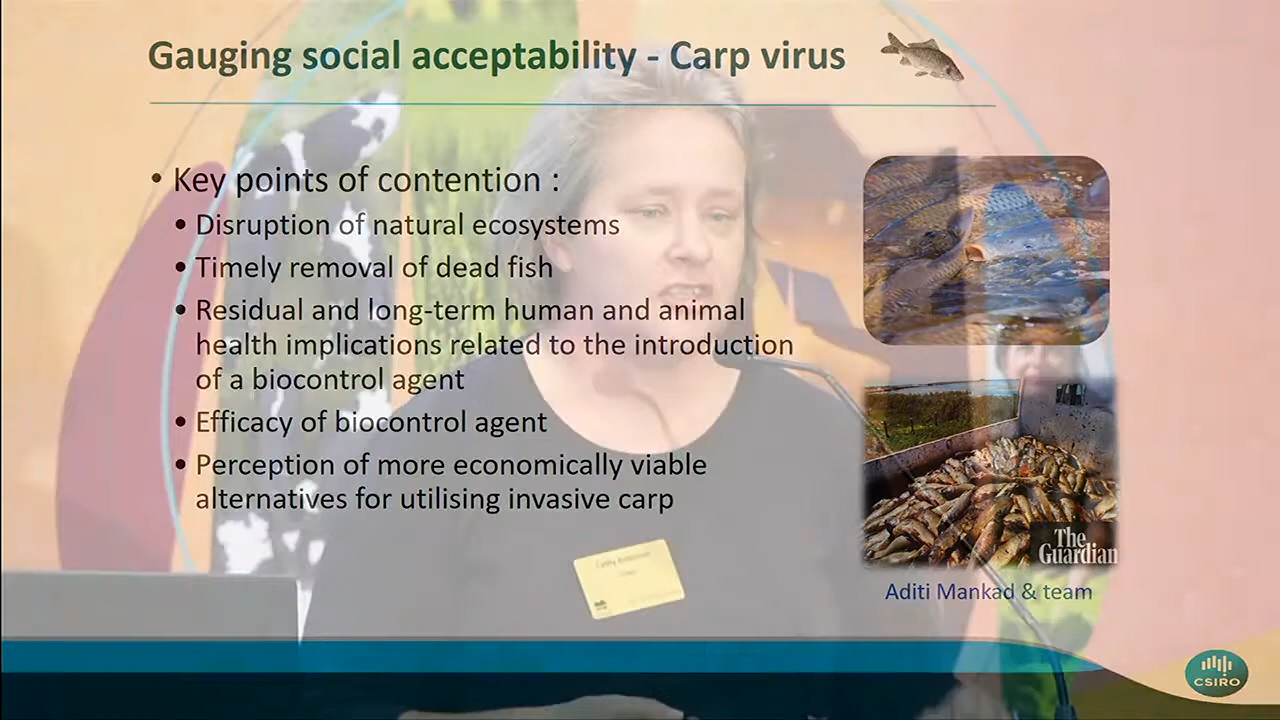 Gauging social acceptability - Carp virus
• Key points of contention :
• Disruption of natural ecosystems
• Timely removal of dead fish
• Residual and long-term human and animal
health implications related to the introduction
of a biocontrol agent
• Efficacy of biocontrol agent
• Perception of more economically viable
alternatives for utilising invasive carp
The
Guardian
Aditi Mankad & team
CSIRO